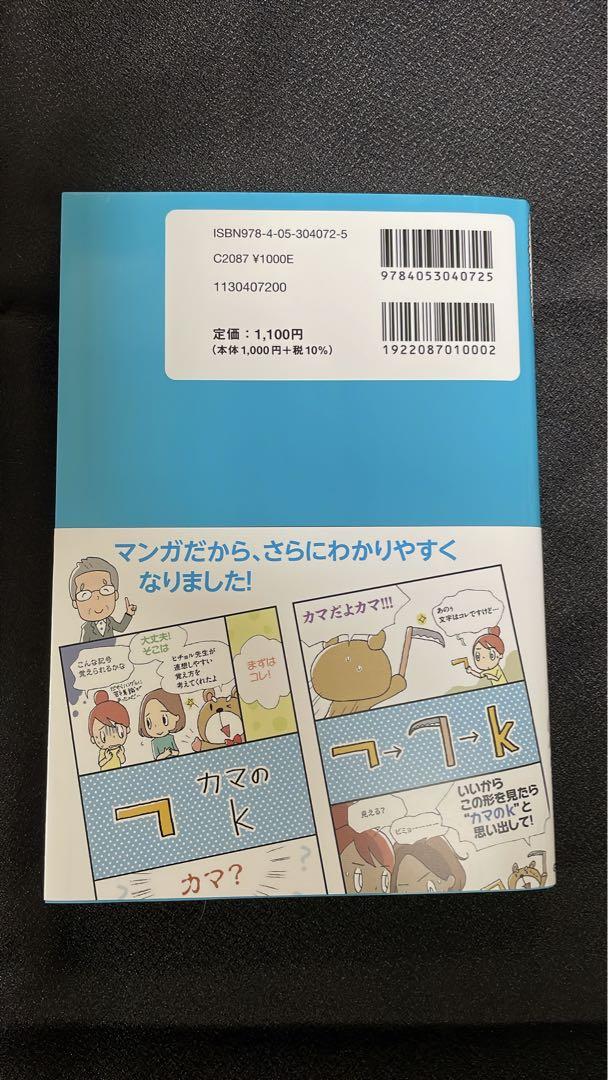 ISBN978-4-05-304072-5
C2087 ¥1000E
1130407200
定価：1,100円
（本体1,000円＋税10％）
9784053040725
1922087010002
マンガだから、さらにわかりやすく
なりました！
こんな記号
覚えられるかな
大丈夫！
そこは
ヒチョル先生が
連想しやすい
覚え方を
考えてくれたよ
まずは
コレ！
ㄱ
カマの
k
カマ？
カマだよカマ!!!
あのぅ
文字はコレですけど…
ㄱ→ㄱ→k
見える？
ビミョー
いいから
この形を見たら
"カマのk"と
思い出して！